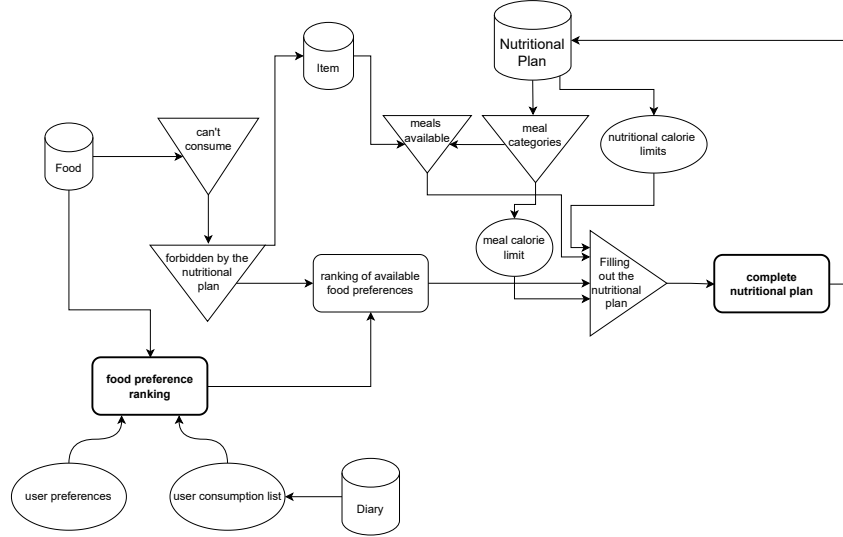 Nutritional
Plan
Item
can't
consume
meals
available
meal
categories
nutritional calorie
limits
Food
forbidden by the
nutritional
plan
meal calorie
limit
ranking of available
food preferences
Filling
out the
nutritional
plan
complete
nutritional plan
food preference
ranking
user preferences
user consumption list
Diary